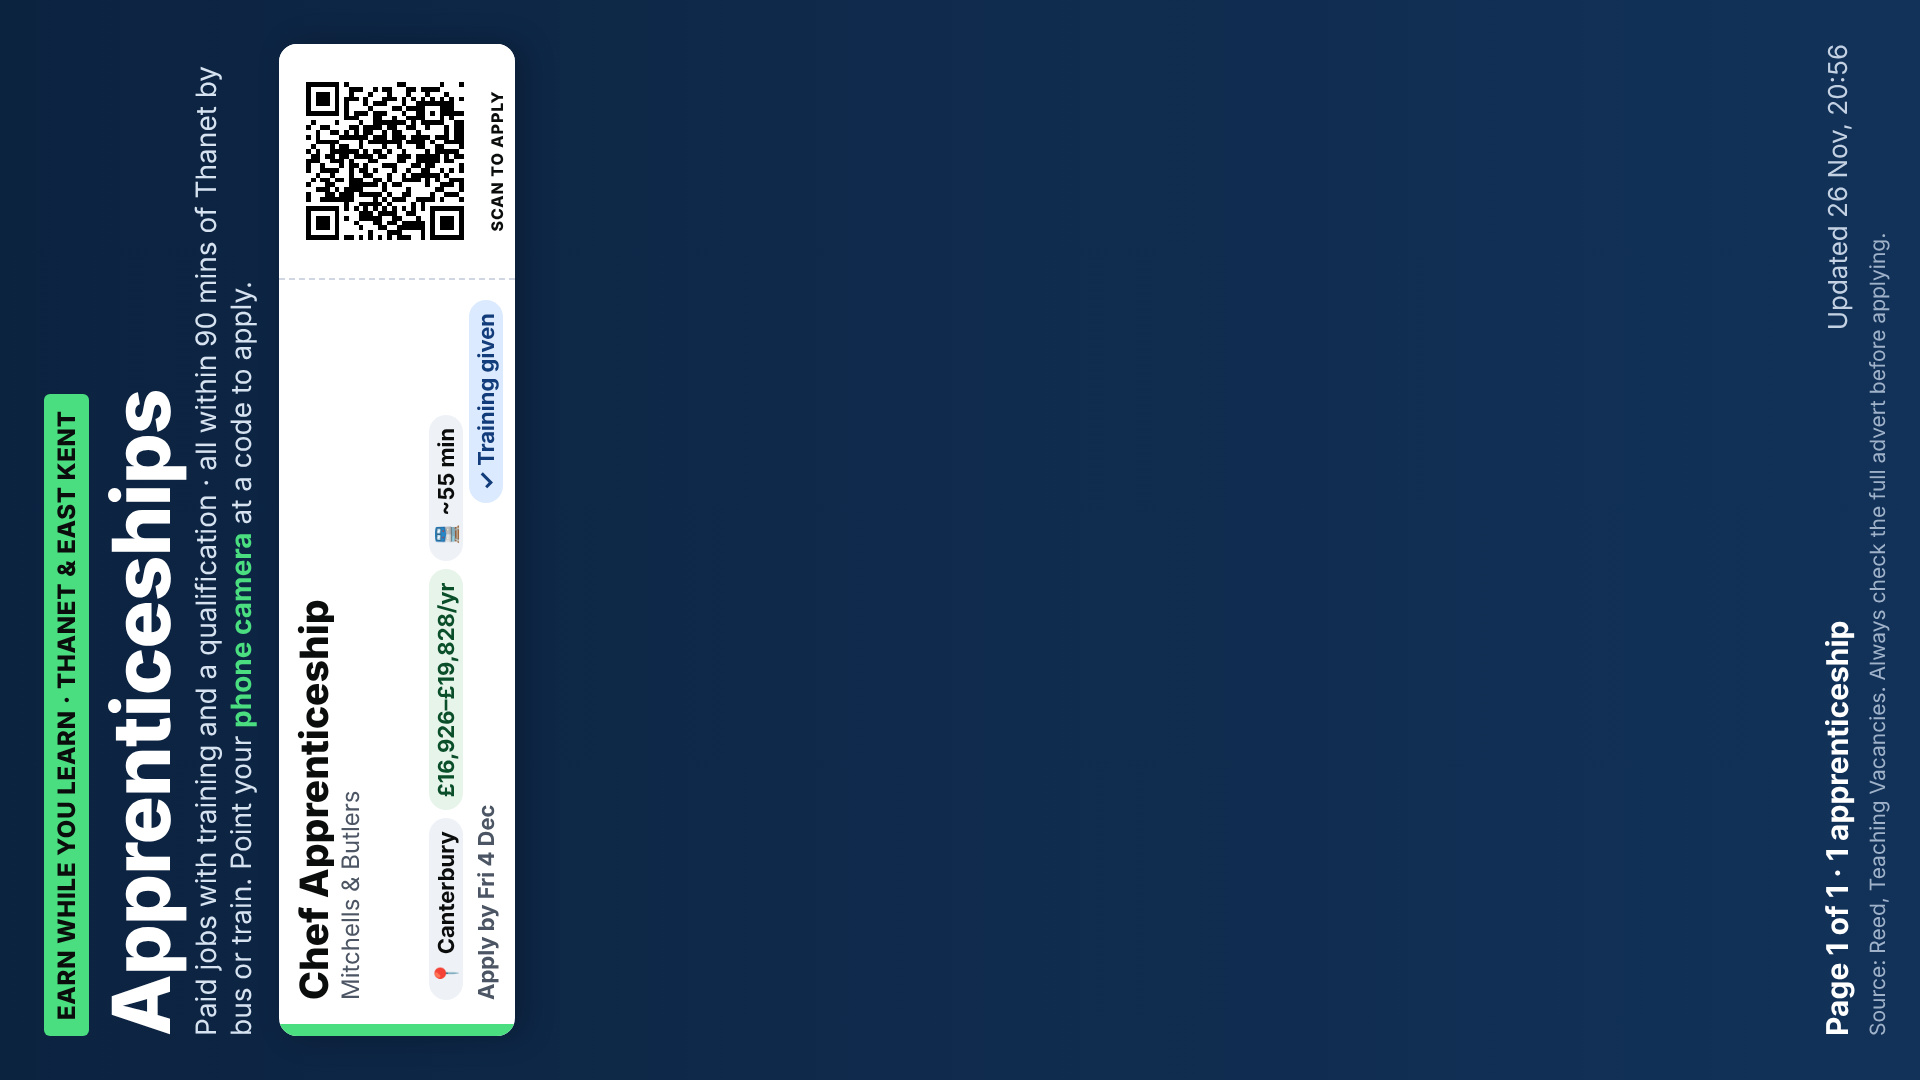 EARN WHILE YOU LEARN · THANET & EAST KENT
Apprenticeships
Paid jobs with training and a qualification · all within 90 mins of Thanet by
bus or train. Point your phone camera at a code to apply.
Chef Apprenticeship
Mitchells & Butlers
📍 Canterbury
£16,926–£19,828/yr
🚆 ~55 min
Apply by Fri 4 Dec
✓ Training given
SCAN TO APPLY
Page 1 of 1 · 1 apprenticeship
Updated 26 Nov, 20:56
Source: Reed, Teaching Vacancies. Always check the full advert before applying.